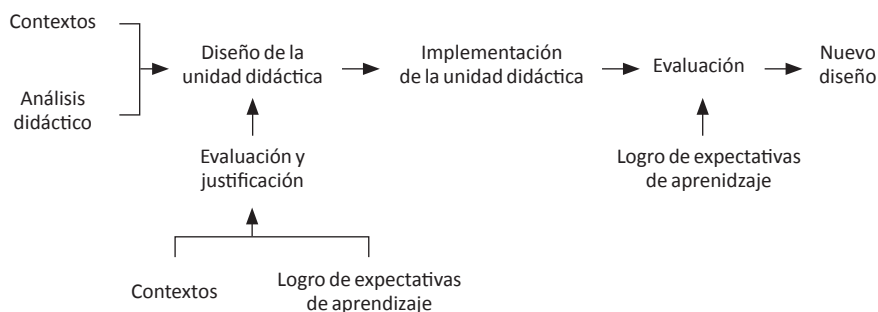 Contextos
Análisis
didáctico
Diseño de la
unidad didáctica
Implementación
de la unidad didáctica
Evaluación
Nuevo
diseño
Evaluación y
justificación
Logro de expectativas
de aprenidzaje
Contextos
Logro de expectativas
de aprendizaje